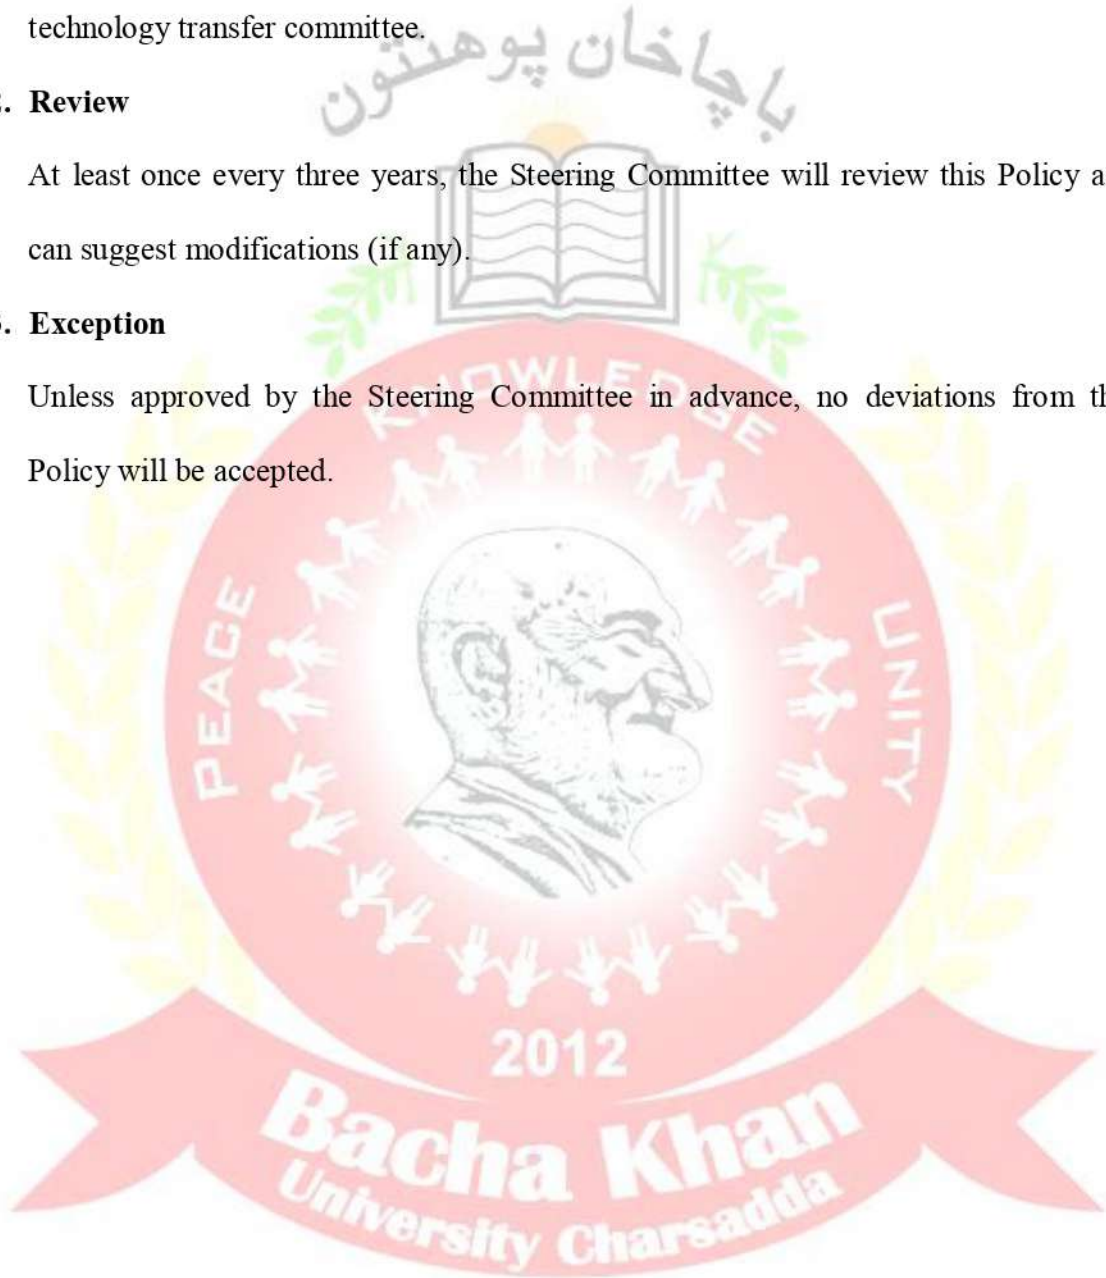 technology transfer committee.
باچاخان پوهنتون
. Review
At least once every three years, the Steering Committee will review this Policy a
can suggest modifications (if any).
. Exception
Unless approved by the Steering Committee in advance, no deviations from th
Policy will be accepted.
KNOWLEDGE
PEACE
UNITY
2012
Bacha Khan
University Charsadda